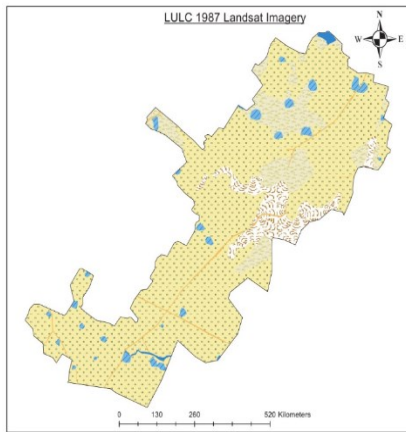 LULC 1987 Landsat Imagery
N
W E
S
0 130 260 520 Kilometers